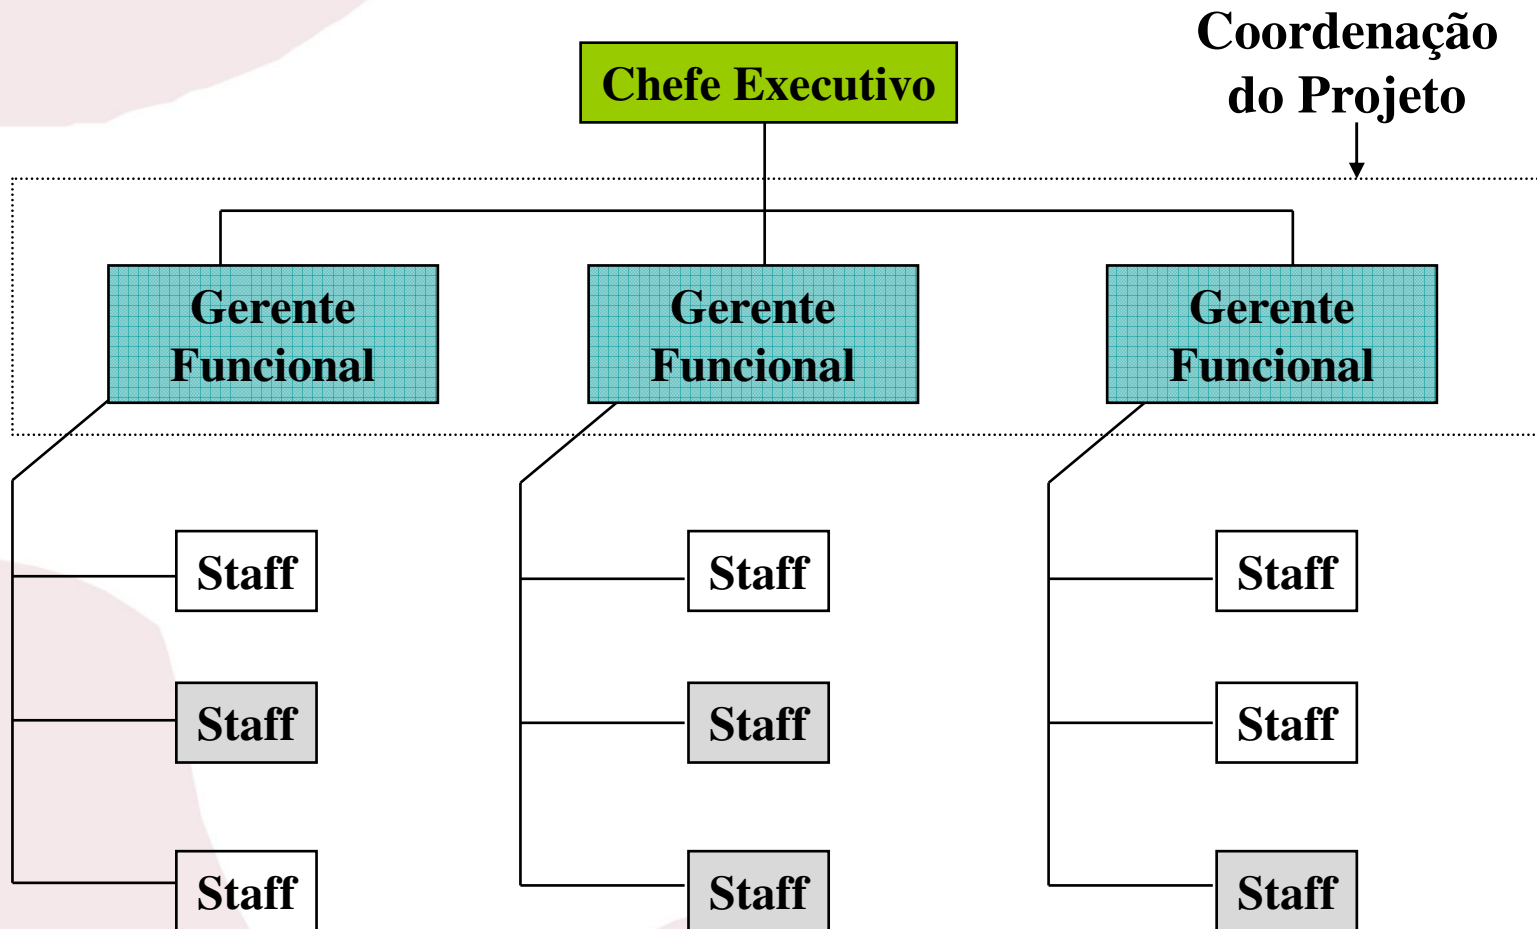 Coordenação
do Projeto
Chefe Executivo
Gerente
Funcional
Gerente
Funcional
Gerente
Funcional
Staff
Staff
Staff
Staff
Staff
Staff
Staff
Staff
Staff